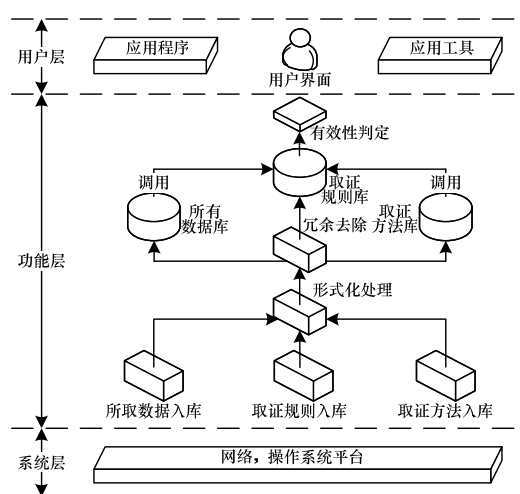 用户层
应用程序
用户界面
应用工具
有效性判定
取证
规则库
调用
调用
所有
数据库
取证
方法库
冗余去除
功能层
形式化处理
所取数据入库
取证规则入库
取证方法入库
系统层
网络，操作系统平台